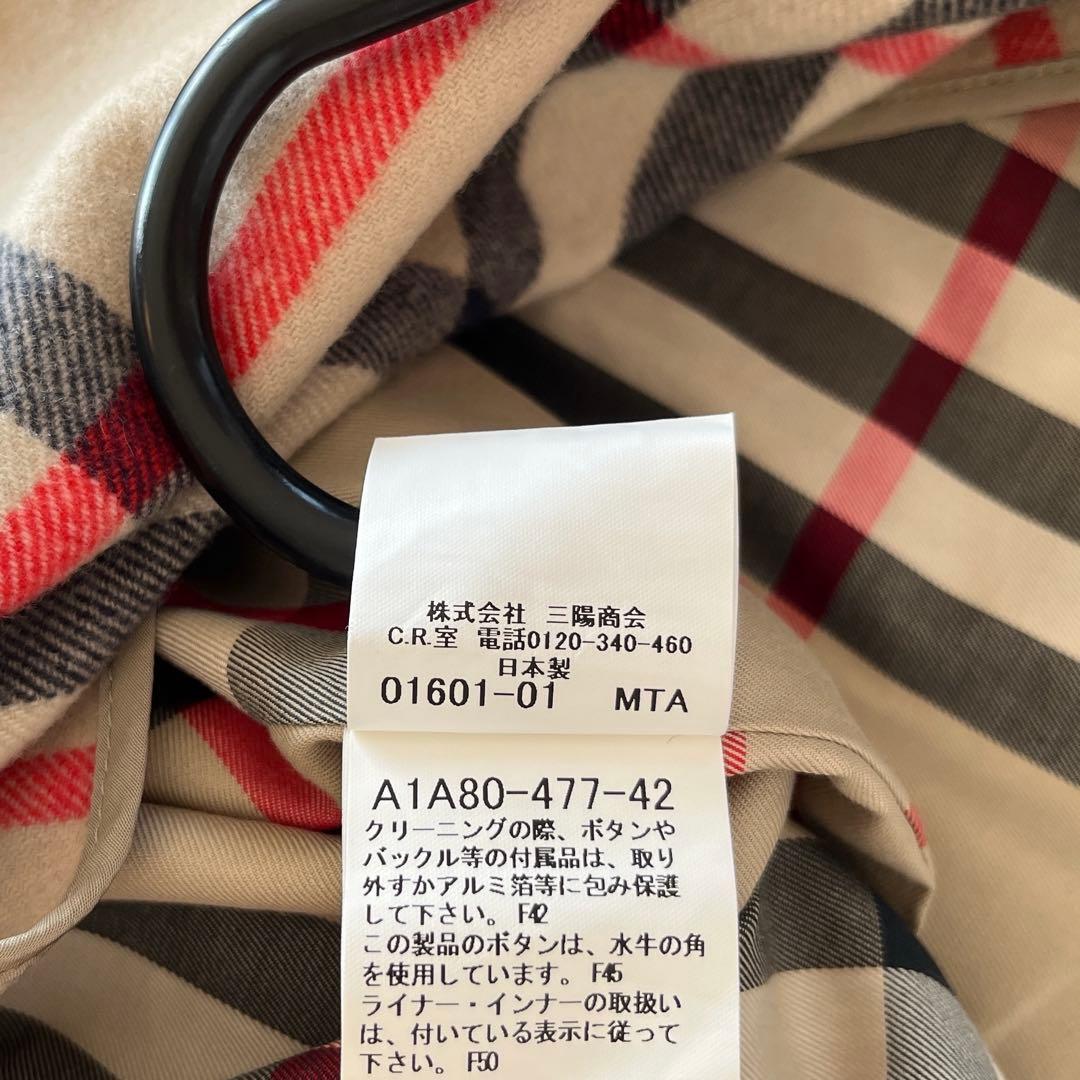 株式会社 三陽商会
C.R.室 電話0120-340-460
日本製
01601-01 MTA
A1A80-477-42
クリーニングの際、ボタンや
バックル等の付属品は、取り
外すかアルミ箔等に包み保護
して下さい。 F42
この製品のボタンは、水牛の角
を使用しています。 F45
ライナー・インナーの取扱い
は、付いている表示に従って
下さい。 F50